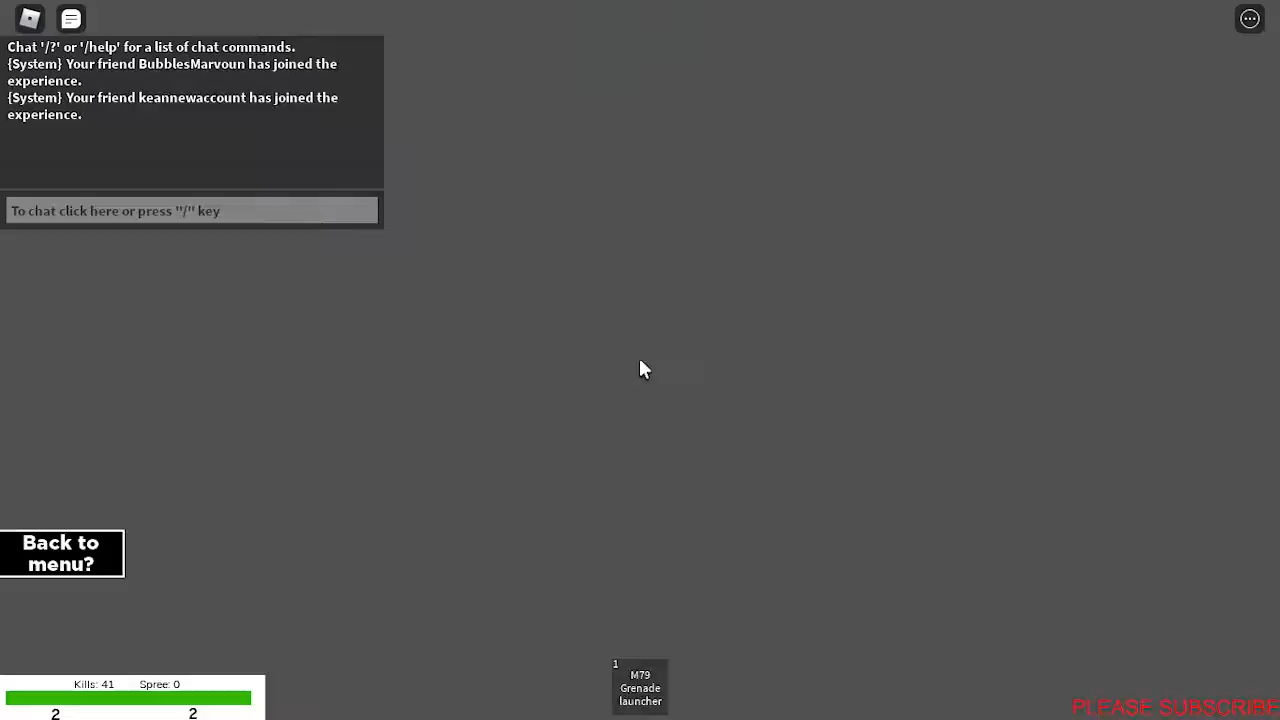 Chat '/?' or '/help' for a list of chat commands.
{System} Your friend BubblesMarvoun has joined the
experience.
{System} Your friend keannewaccount has joined the
experience.
To chat click here or press "/" key
Back to
menu?
Kills: 41 Spree: 0
2 2
1
M79
Grenade
launcher
PLEASE SUBSCRIBE